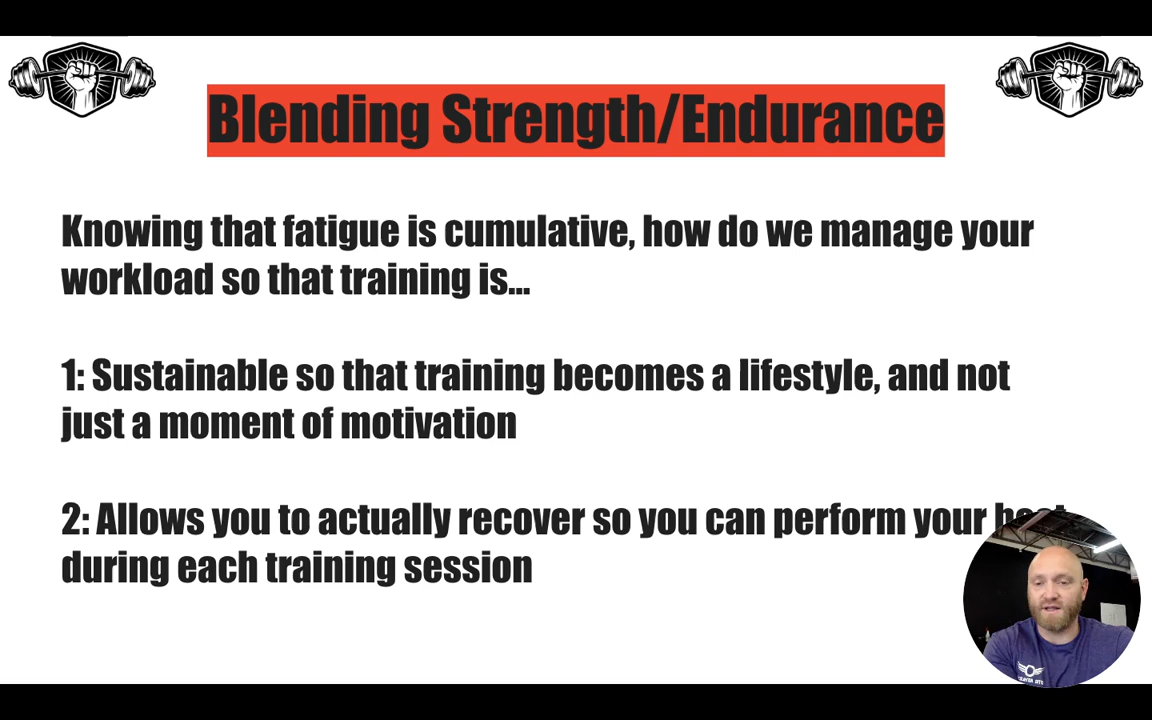 Blending Strength/Endurance
Knowing that fatigue is cumulative, how do we manage your
workload so that training is...
1: Sustainable so that training becomes a lifestyle, and not
just a moment of motivation
2: Allows you to actually recover so you can perform your
during each training session